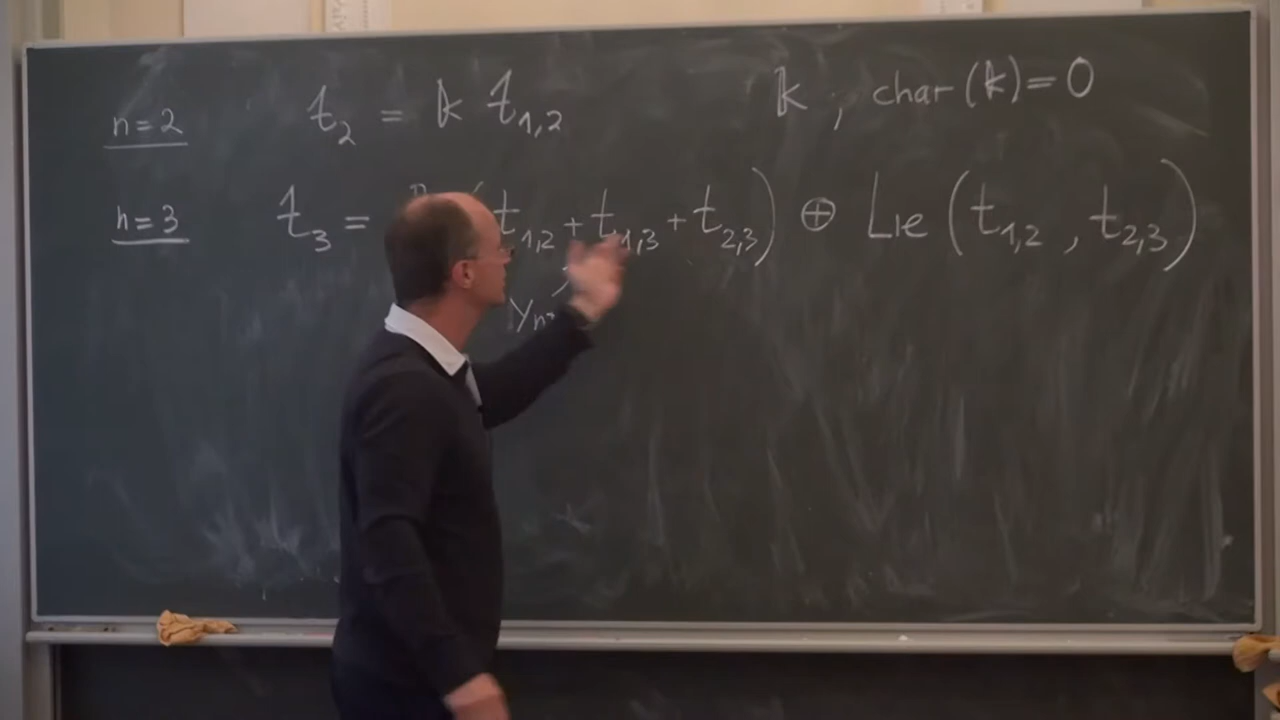 n=2 t₂ = 𝕜 t₁,₂ 𝕜, char(𝕜)=0
n=3 t₃ = t₁,₂ + t₁,₃ + t₂,₃) ⊕ Lie (t₁,₂ , t₂,₃)